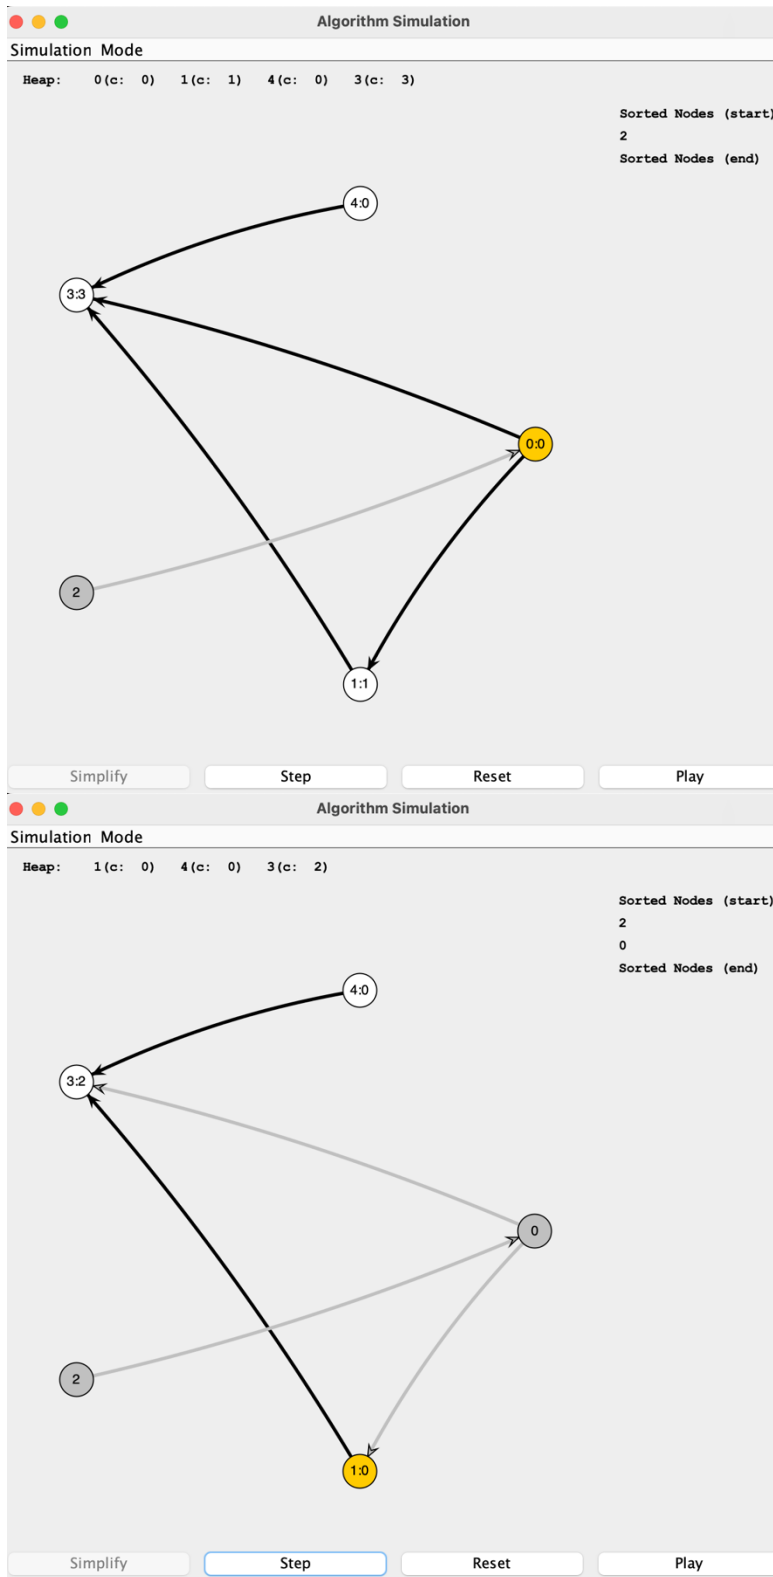 Algorithm Simulation
Simulation Mode
Heap: 0(c: 0) 1(c: 1) 4(c: 0) 3(c: 3)
Sorted Nodes (start)
2
Sorted Nodes (end)
4:0
3:3
0:0
2
1:1
Simplify Step Reset Play
Algorithm Simulation
Simulation Mode
Heap: 1(c: 0) 4(c: 0) 3(c: 2)
Sorted Nodes (start)
2
0
Sorted Nodes (end)
4:0
3:2
0
2
1:0
Simplify Step Reset Play